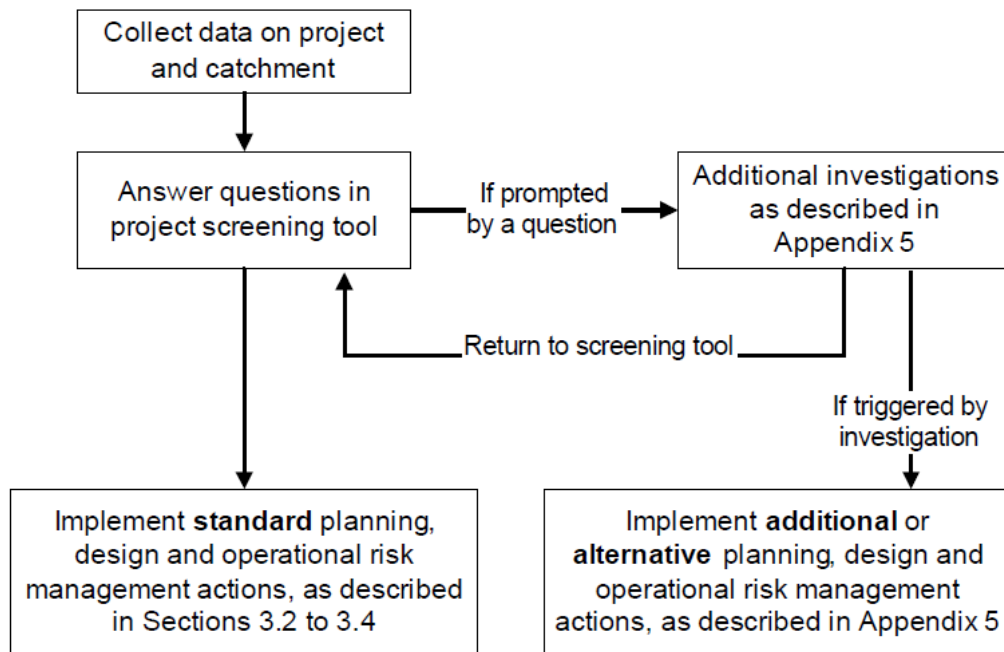 Collect data on project
and catchment
Answer questions in
project screening tool
If prompted
by a question
Additional investigations
as described in
Appendix 5
Return to screening tool
If triggered by
investigation
Implement standard planning,
design and operational risk
management actions, as described
in Sections 3.2 to 3.4
Implement additional or
alternative planning, design and
operational risk management
actions, as described in Appendix 5